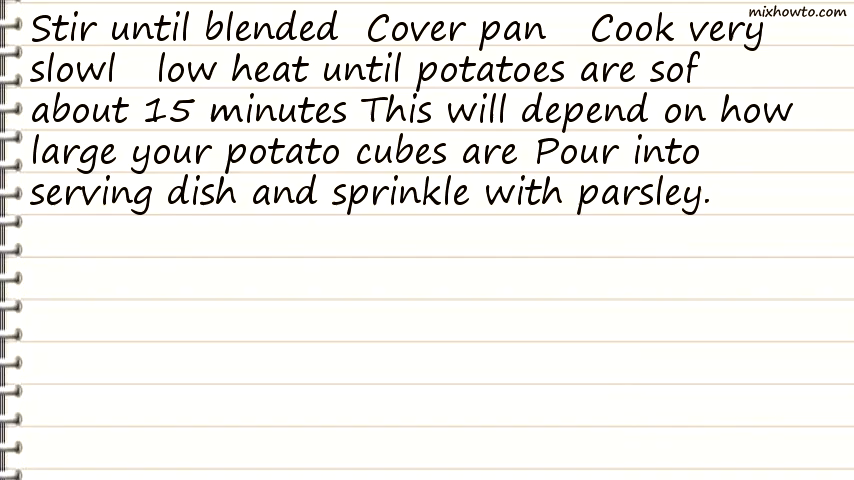 mixhowto.com
Stir until blended Cover pan Cook very
slowl low heat until potatoes are sof
about 15 minutes This will depend on how
large your potato cubes are Pour into
serving dish and sprinkle with parsley.